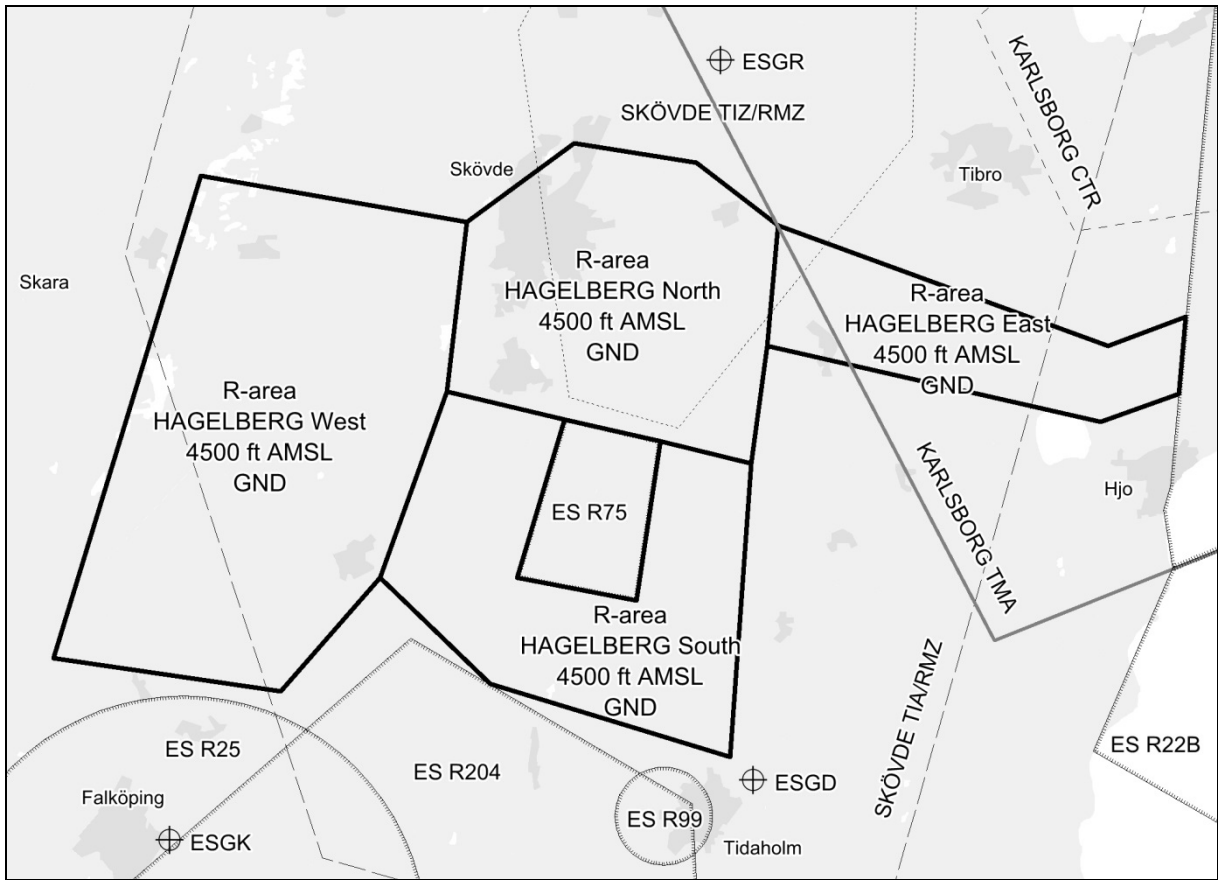 ESGR
SKÖVDE TIZ/RMZ
KARLSBORG CTR
Skövde
Tibro
Skara
R-area
HAGELBERG North
4500 ft AMSL
GND
R-area
HAGELBERG East
4500 ft AMSL
GND
R-area
HAGELBERG West
4500 ft AMSL
GND
KARLSBORG TMA
Hjo
ES R75
R-area
HAGELBERG South
4500 ft AMSL
GND
SKÖVDE TIA/RMZ
ES R25
ES R204
ES R22B
Falköping
ESGK
ESGD
ES R99
Tidaholm